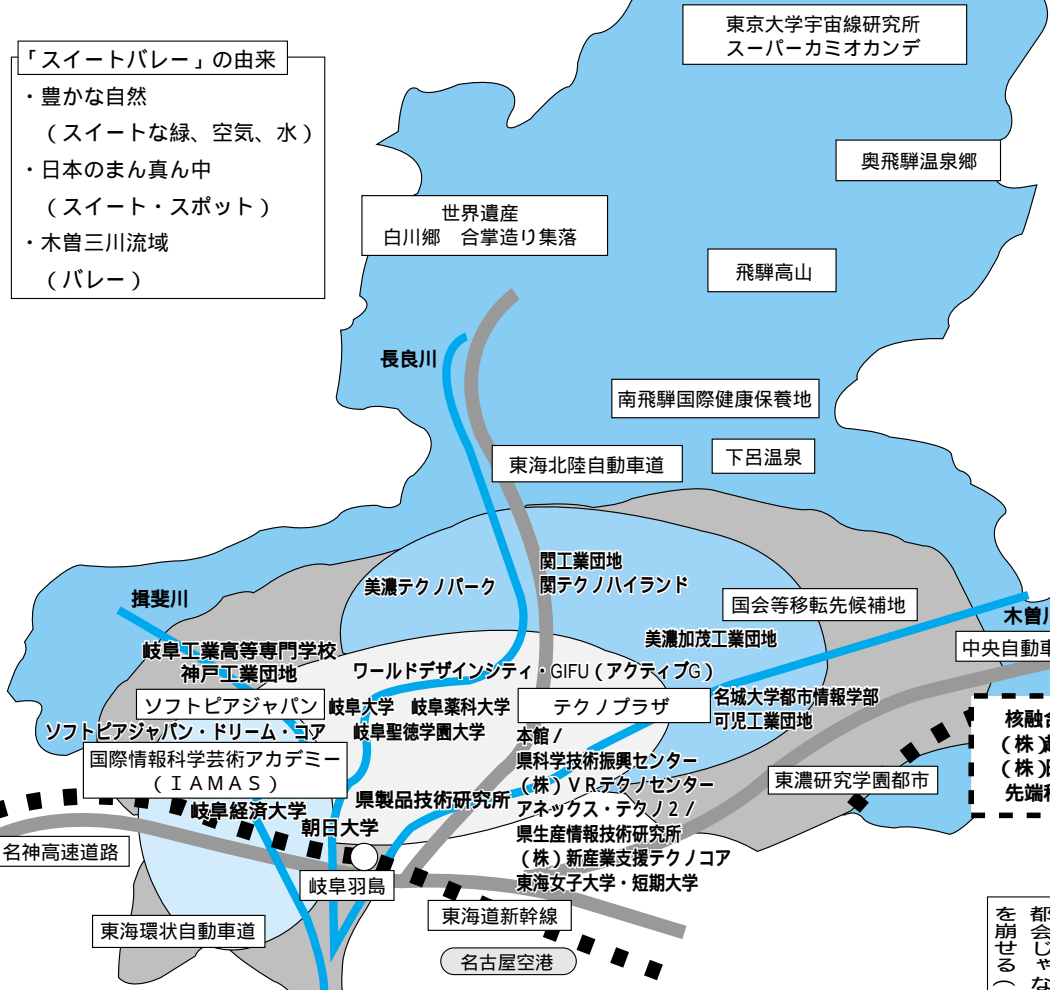 「スイートバレー」の由来
・豊かな自然
（スイートな緑、空気、水）
・日本のまん真ん中
（スイート・スポット）
・木曽三川流域
（バレー）
東京大学宇宙線研究所
スーパーカミオカンデ
奥飛騨温泉郷
世界遺産
白川郷　合掌造り集落
飛騨高山
長良川
南飛騨国際健康保養地
東海北陸自動車道
下呂温泉
関工業団地
関テクノハイランド
美濃テクノパーク
揖斐川
国会等移転先候補地
木曽川
美濃加茂工業団地
中央自動車
岐阜工業高等専門学校
神戸工業団地
ワールドデザインシティ・GIFU（アクティブG）
ソフトピアジャパン
岐阜大学　岐阜薬科大学
岐阜聖徳学園大学
テクノプラザ
名城大学都市情報学部
可児工業団地
ソフトピアジャパン・ドリーム・コア
国際情報科学芸術アカデミー
（ＩＡＭＡＳ）
本館/
県科学技術振興センター
（株）ＶＲテクノセンター
アネックス・テクノ２/
県生産情報技術研究所
（株）新産業支援テクノコア
東海女子大学・短期大学
核融合
（株）
（株）
先端
東濃研究学園都市
県製品技術研究所
岐阜経済大学
朝日大学
名神高速道路
岐阜羽島
東海道新幹線
東海環状自動車道
名古屋空港
都会じゃな
を崩せる（